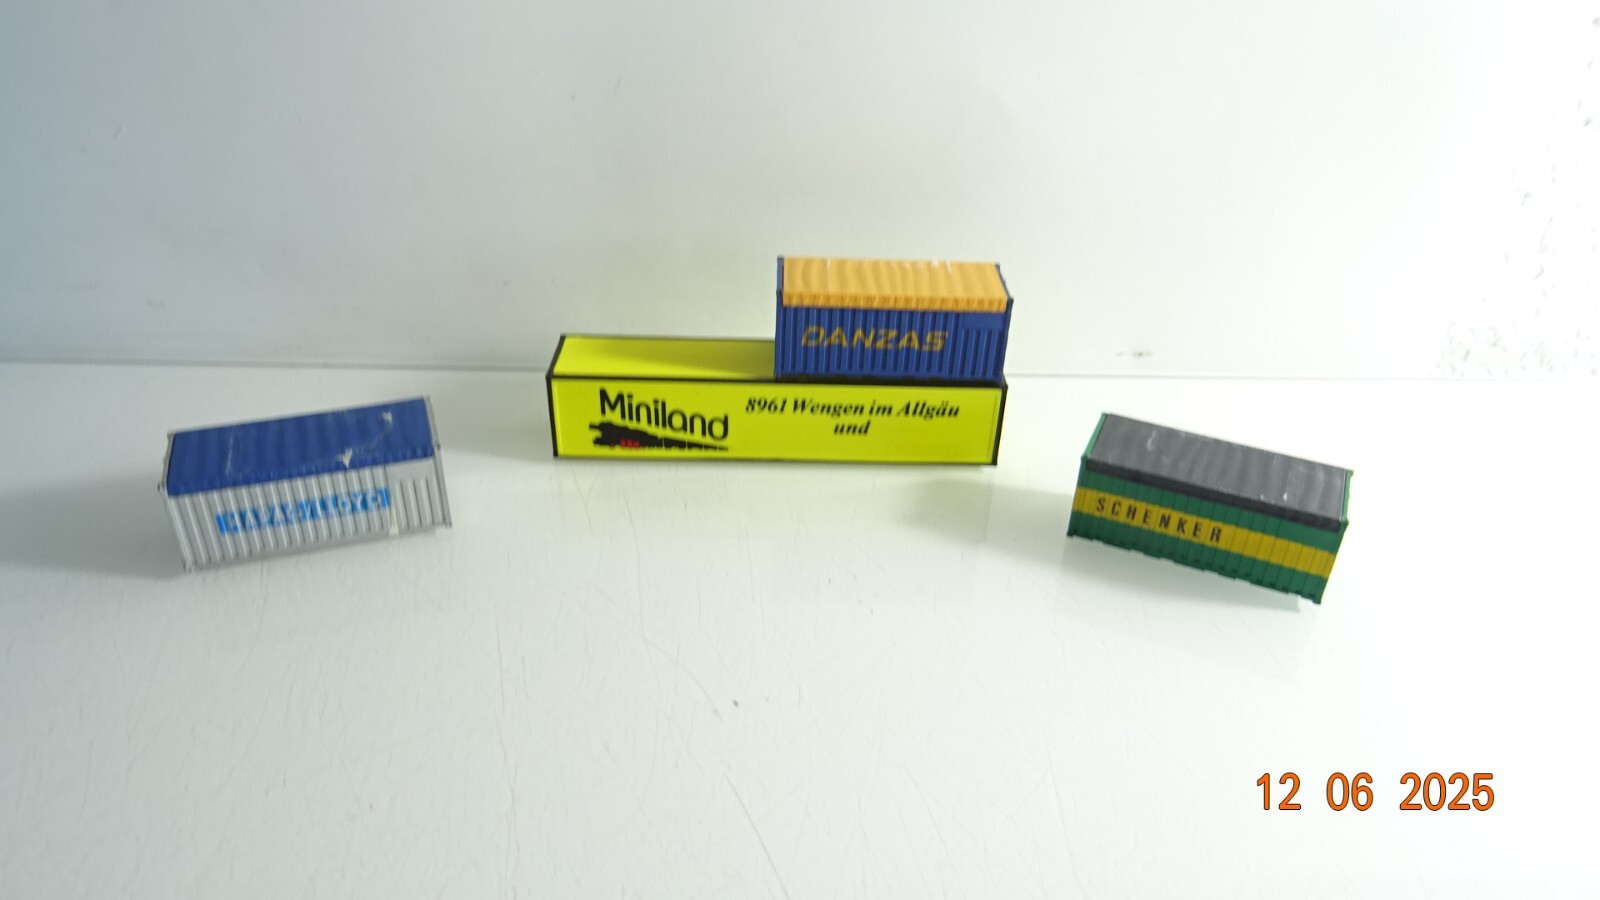 DANZAS
Miniland
8961 Wengen im Allgäu
und
SCHENKER
12 06 2025